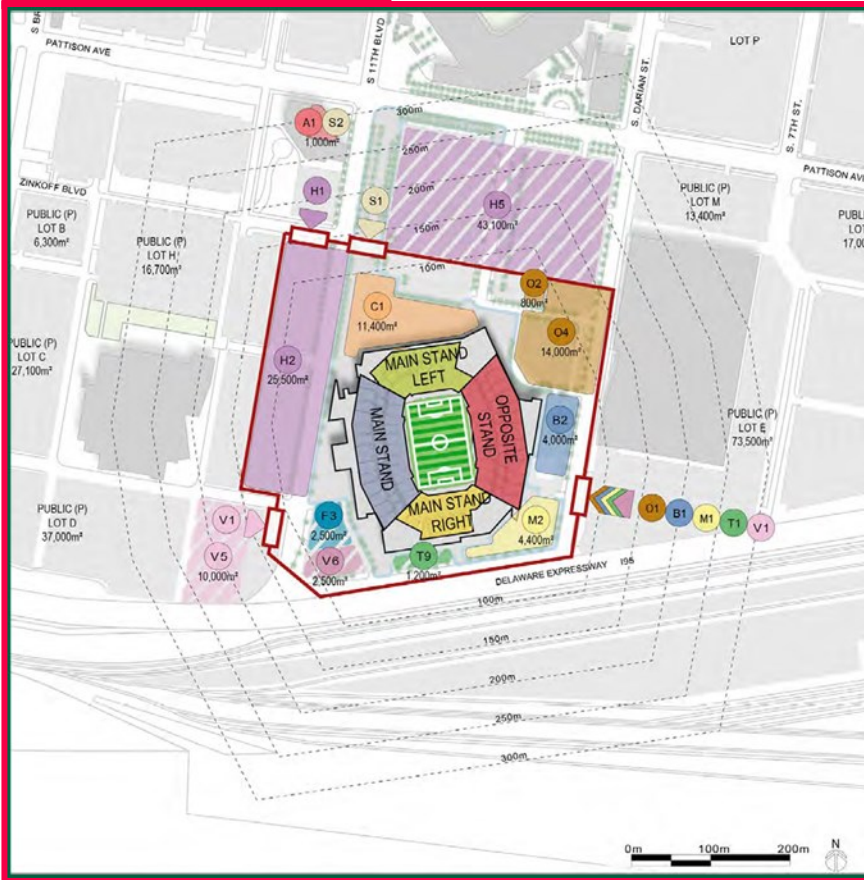 S BR
PATTISON AVE
S 11TH BLVD
S. DARIAN ST.
LOT P
S. 7TH ST.
PATTISON AVE
300m
A1
S2
1,000m²
250m
ZINKOFF BLVD
H1
200m
S1
H5
43,100m²
150m
PUBLIC (P)
LOT M
13,400m²
PUBLIC (P)
LOT B
6,300m²
PUBLIC (P)
LOT H
16,700m²
PUBLIC
LOT
17,00
100m
O2
800m²
C1
11,400m²
O4
14,000m²
PUBLIC (P)
LOT C
27,100m²
H2
25,500m²
MAIN STAND
LEFT
MAIN STAND
OPPOSITE
STAND
B2
4,000m²
PUBLIC (P)
LOT E
73,500m²
MAIN STAND
RIGHT
PUBLIC (P)
LOT D
37,000m²
V1
F3
2,500m²
M2
4,400m²
O1
B1
M1
T1
V1
V5
10,000m²
V6
2,500m²
T9
1,200m²
DELAWARE EXPRESSWAY I95
100m
150m
200m
250m
300m
0m
100m
200m
N